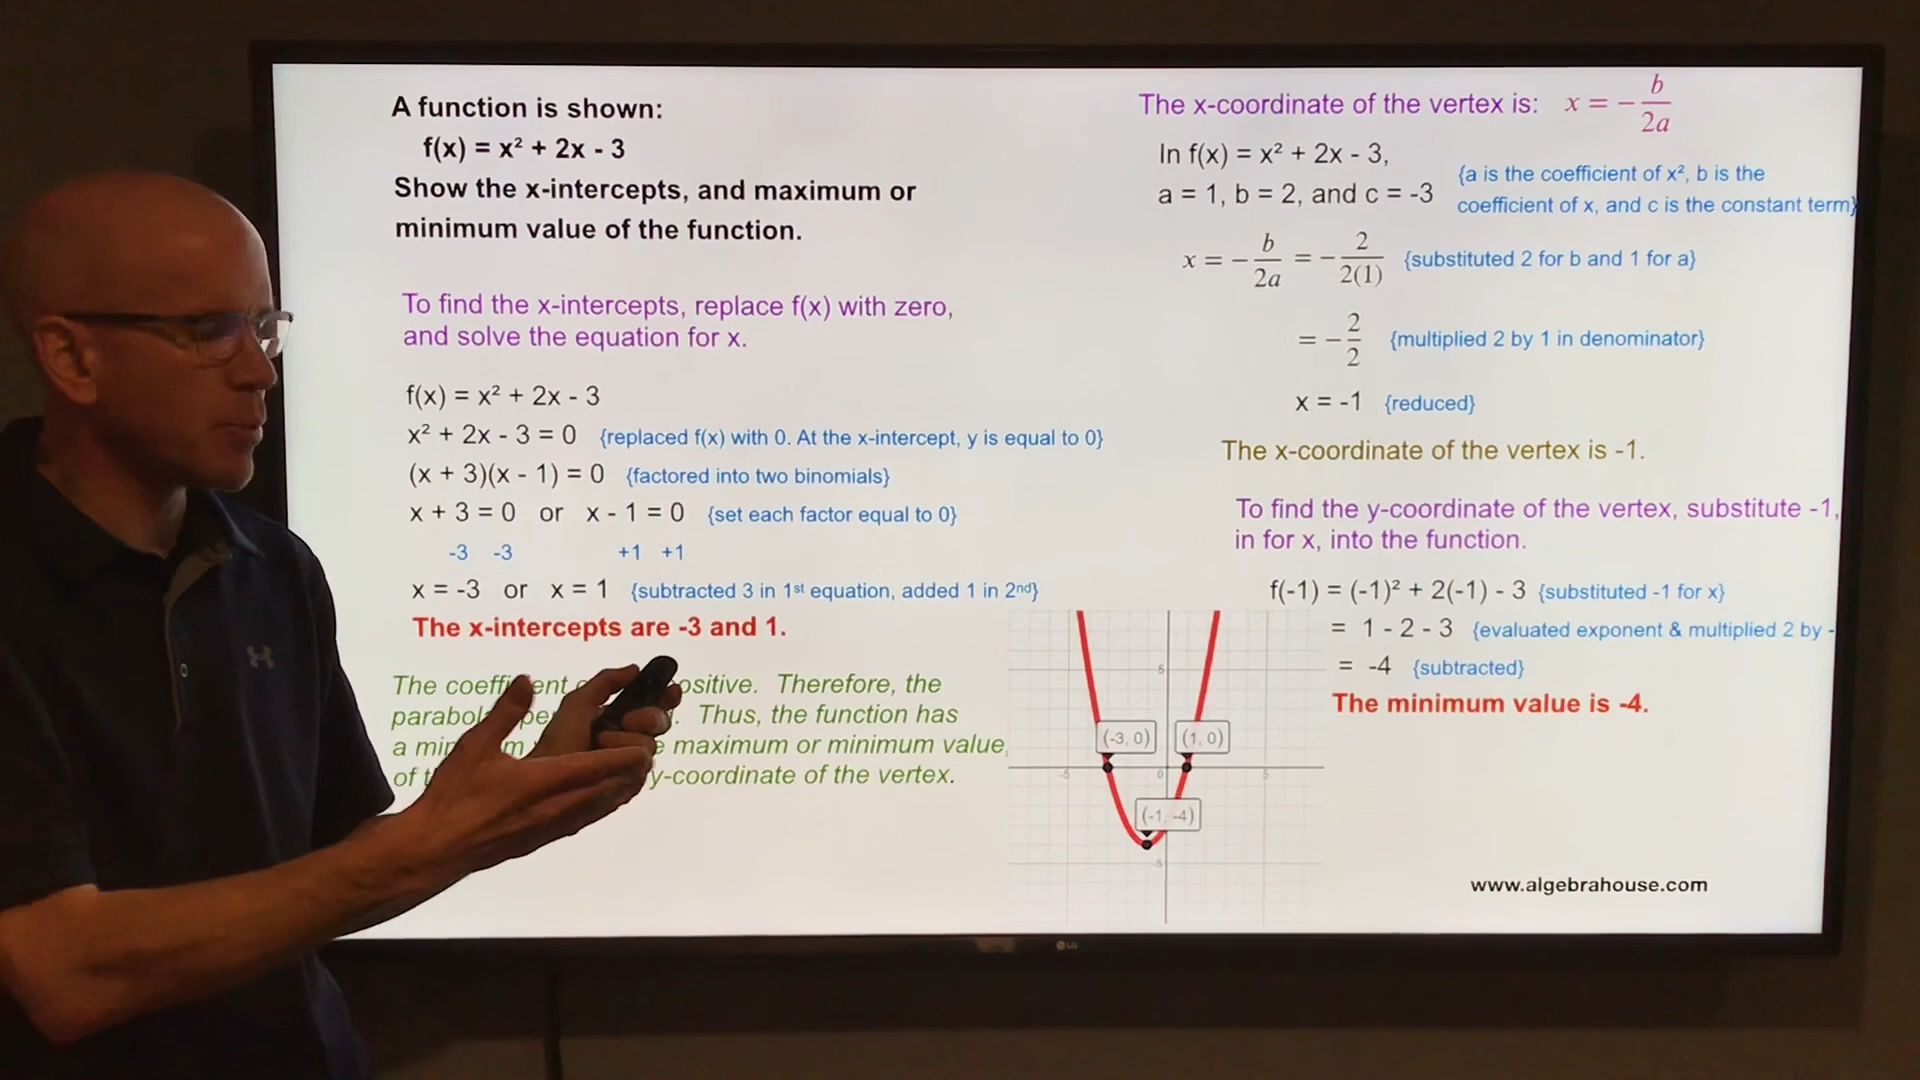 A function is shown:
f(x) = x² + 2x - 3
Show the x-intercepts, and maximum or
minimum value of the function.
To find the x-intercepts, replace f(x) with zero,
and solve the equation for x.
f(x) = x² + 2x - 3
x² + 2x - 3 = 0 {replaced f(x) with 0. At the x-intercept, y is equal to 0}
(x + 3)(x - 1) = 0 {factored into two binomials}
x + 3 = 0 or x - 1 = 0 {set each factor equal to 0}
-3 -3 +1 +1
x = -3 or x = 1 {subtracted 3 in 1st equation, added 1 in 2nd}
The x-intercepts are -3 and 1.
The coefficient ositive. Therefore, the
parabol pe . Thus, the function has
a min m maximum or minimum value,
of t y-coordinate of the vertex.
The x-coordinate of the vertex is: x = - b/2a
In f(x) = x² + 2x - 3,
a = 1, b = 2, and c = -3
{a is the coefficient of x², b is the
coefficient of x, and c is the constant term}
x = - b/2a = - 2/2(1) {substituted 2 for b and 1 for a}
= - 2/2 {multiplied 2 by 1 in denominator}
x = -1 {reduced}
The x-coordinate of the vertex is -1.
To find the y-coordinate of the vertex, substitute -1,
in for x, into the function.
f(-1) = (-1)² + 2(-1) - 3 {substituted -1 for x}
= 1 - 2 - 3 {evaluated exponent & multiplied 2 by -
= -4 {subtracted}
The minimum value is -4.
5
(-3, 0) (1, 0)
-5 0 5
(-1, -4)
-5
www.algebrahouse.com
LG